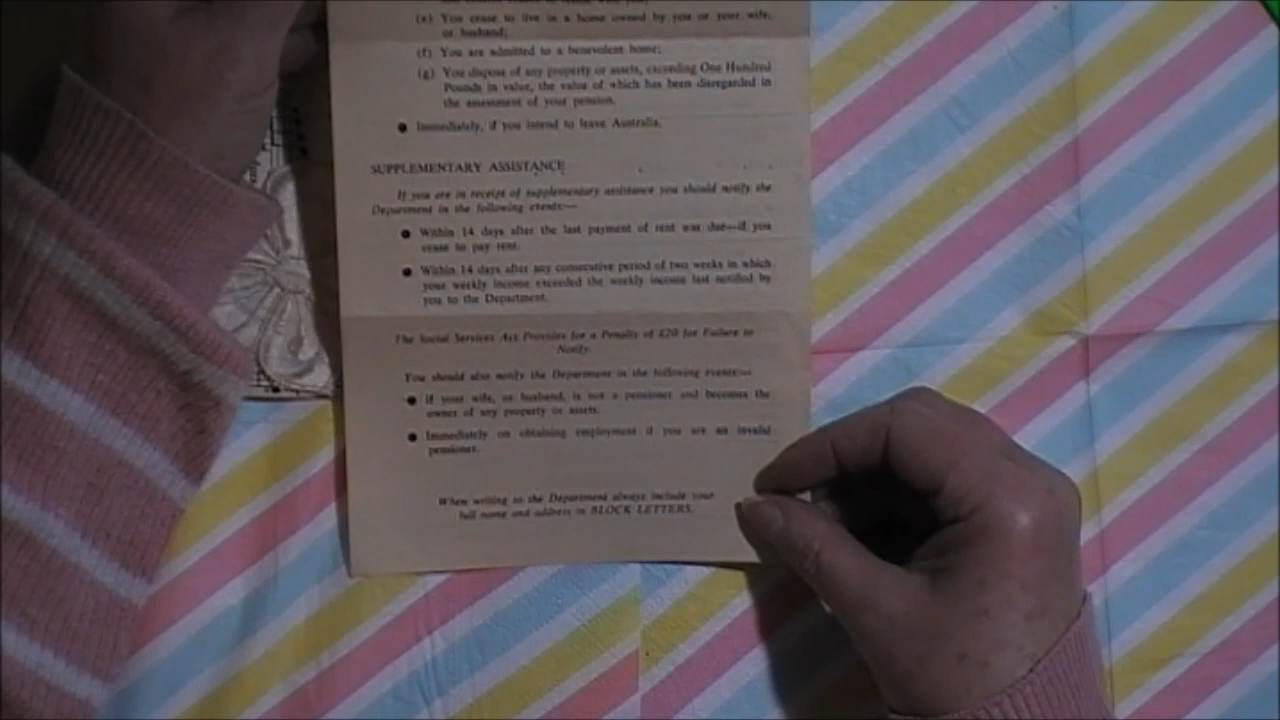 (e) You cease to live in a home owned by you or your wife,
or husband;
(f) You are admitted to a benevolent home;
(g) You dispose of any property or assets, exceeding One Hundred
Pounds in value, the value of which has been disregarded in
the assessment of your pension.
● Immediately, if you intend to leave Australia.
SUPPLEMENTARY ASSISTANCE
If you are in receipt of supplementary assistance you should notify the
Department in the following events:—
● Within 14 days after the last payment of rent was due—if you
cease to pay rent.
● Within 14 days after any consecutive period of two weeks in which
your weekly income exceeded the weekly income last notified by
you to the Department.
The Social Services Act Provides for a Penalty of £20 for Failure to
Notify.
You should also notify the Department in the following events:—
● if your wife, or husband, is not a pensioner and becomes the
owner of any property or assets.
● Immediately on obtaining employment if you are an invalid
pensioner.
When writing to the Department always include your
full name and address in BLOCK LETTERS.